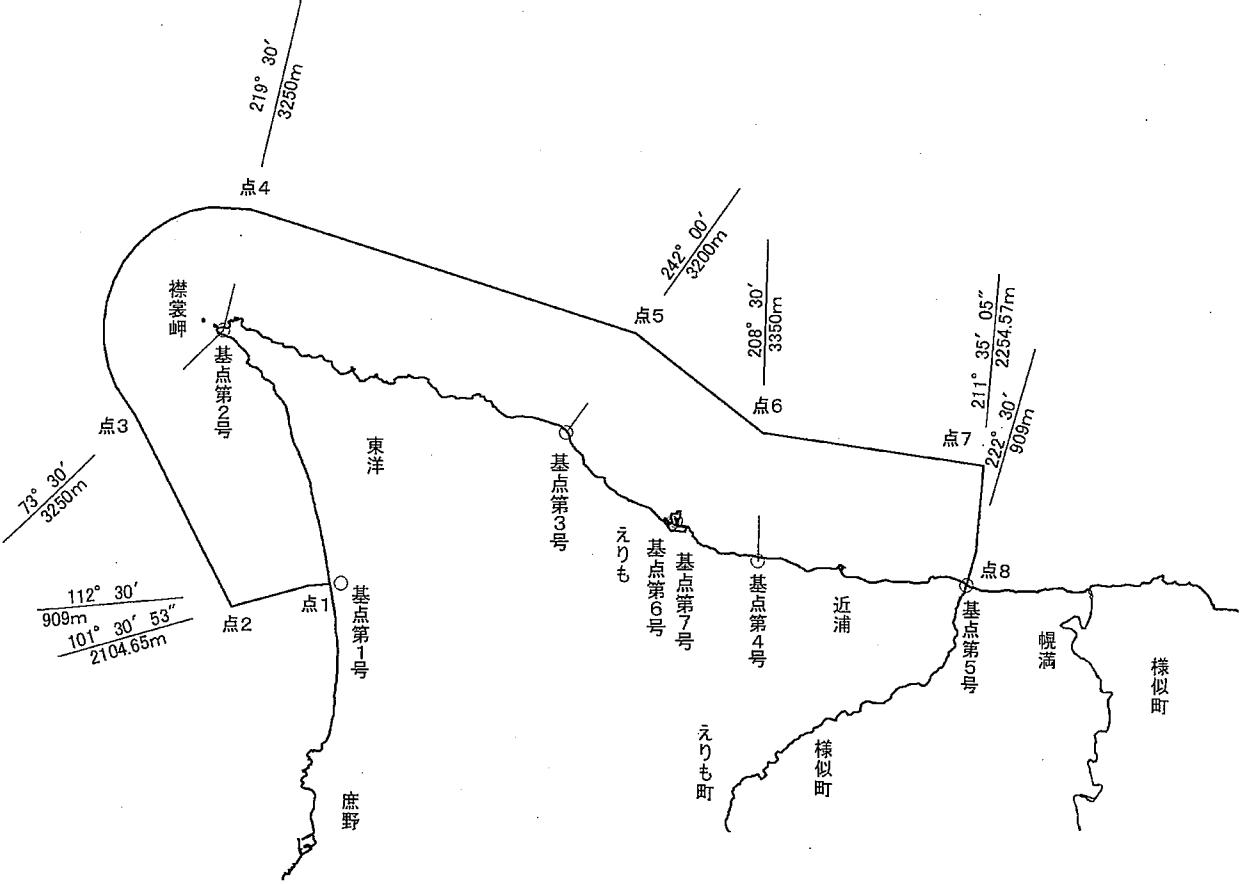 219° 30′
3250m
点4
242° 00′
3200m
襟裳岬
点5
208° 30′
3350m
211° 35′ 05″
2254.57m
基点第2号
点6
点7
222° 30′
909m
点3
東洋
73° 30′
3250m
基点第3号
えりも
基点第6号
基点第7号
基点第4号
近浦
点8
基点第5号
幌満
様似町
112° 30′
909m
101° 30′ 53″
2104.65m
点2
点1
基点第1号
えりも町
様似町
庶野